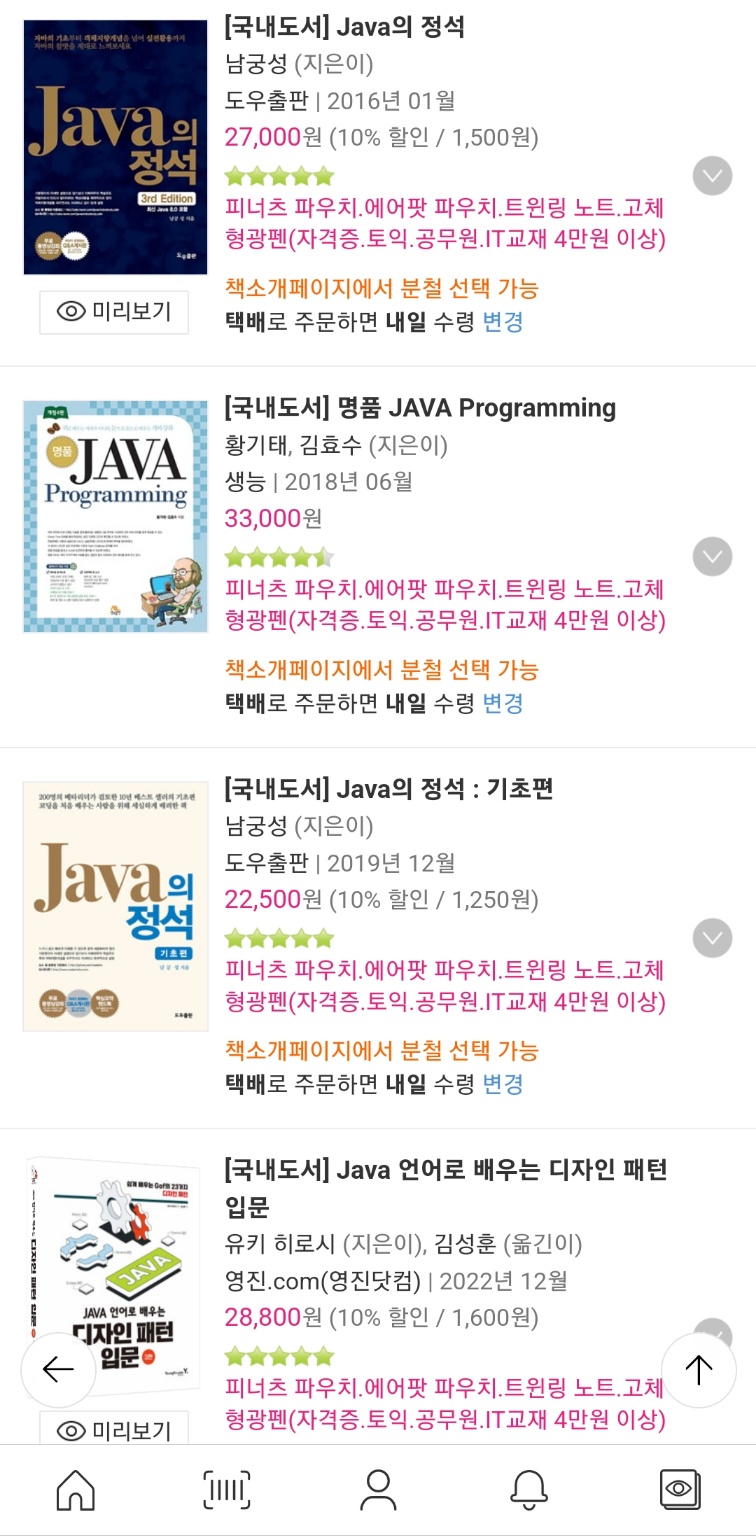 자바의 기초부터 객체지향개념을 넘어 실전활용까지
자바의 참맛을 제대로 느껴보세요
Java의
정석
3rd Edition
최신 Java 8.0 포함
남궁 성 지음
도우출판
미리보기
[국내도서] Java의 정석
남궁성 (지은이)
도우출판 | 2016년 01월
27,000원 (10% 할인 / 1,500원)
피너츠 파우치.에어팟 파우치.트윈링 노트.고체
형광펜(자격증.토익.공무원.IT교재 4만원 이상)
책소개페이지에서 분철 선택 가능
택배로 주문하면 내일 수령 변경
개정4판
명품
JAVA
Programming
[국내도서] 명품 JAVA Programming
황기태, 김효수 (지은이)
생능 | 2018년 06월
33,000원
피너츠 파우치.에어팟 파우치.트윈링 노트.고체
형광펜(자격증.토익.공무원.IT교재 4만원 이상)
책소개페이지에서 분철 선택 가능
택배로 주문하면 내일 수령 변경
200명의 베타리더가 검토한 10년 베스트 셀러의 기초편
코딩을 처음 배우는 사람을 위해 세심하게 배려한 책
Java의
정석
기초편
남궁 성 지음
도우출판
[국내도서] Java의 정석 : 기초편
남궁성 (지은이)
도우출판 | 2019년 12월
22,500원 (10% 할인 / 1,250원)
피너츠 파우치.에어팟 파우치.트윈링 노트.고체
형광펜(자격증.토익.공무원.IT교재 4만원 이상)
책소개페이지에서 분철 선택 가능
택배로 주문하면 내일 수령 변경
쉽게 배우는 Gof의 23가지
디자인 패턴
JAVA
JAVA 언어로 배우는
디자인 패턴
입문
미리보기
[국내도서] Java 언어로 배우는 디자인 패턴
입문
유키 히로시 (지은이), 김성훈 (옮긴이)
영진.com(영진닷컴) | 2022년 12월
28,800원 (10% 할인 / 1,600원)
피너츠 파우치.에어팟 파우치.트윈링 노트.고체
형광펜(자격증.토익.공무원.IT교재 4만원 이상)